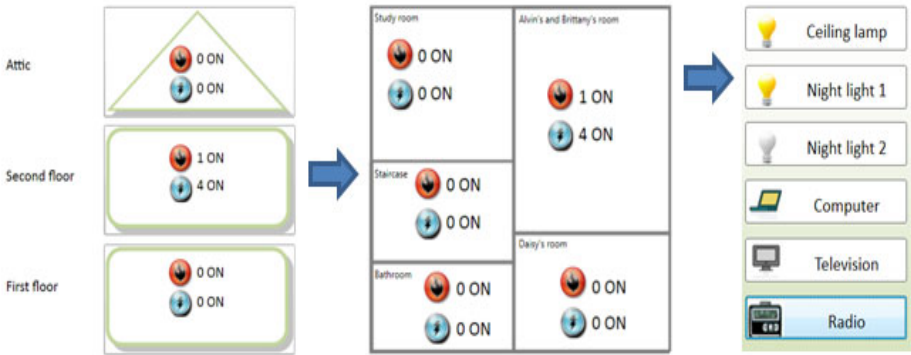 Attic
0 ON
0 ON
Second floor
1 ON
4 ON
First floor
0 ON
0 ON
Study room
0 ON
0 ON
Staircase
0 ON
0 ON
Bathroom
0 ON
0 ON
Alvin's and Brittany's room
1 ON
4 ON
Daisy's room
0 ON
0 ON
Ceiling lamp
Night light 1
Night light 2
Computer
Television
Radio